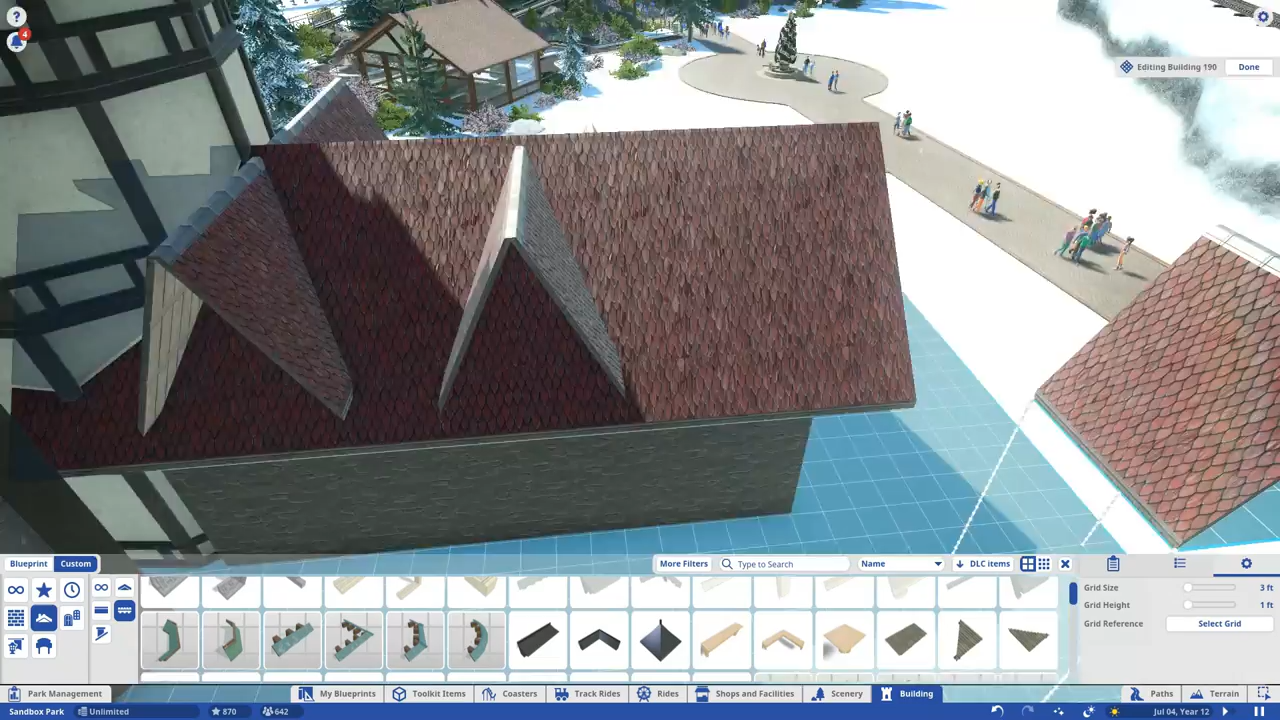 ?
4
Editing Building 190 Done
Blueprint Custom More Filters Type to Search Name DLC items
Grid Size 3 ft
Grid Height 1 ft
Grid Reference Select Grid
Park Management My Blueprints Toolkit Items Coasters Track Rides Rides Shops and Facilities Scenery Building Paths Terrain
Sandbox Park Unlimited 870 642 Jul 04, Year 12